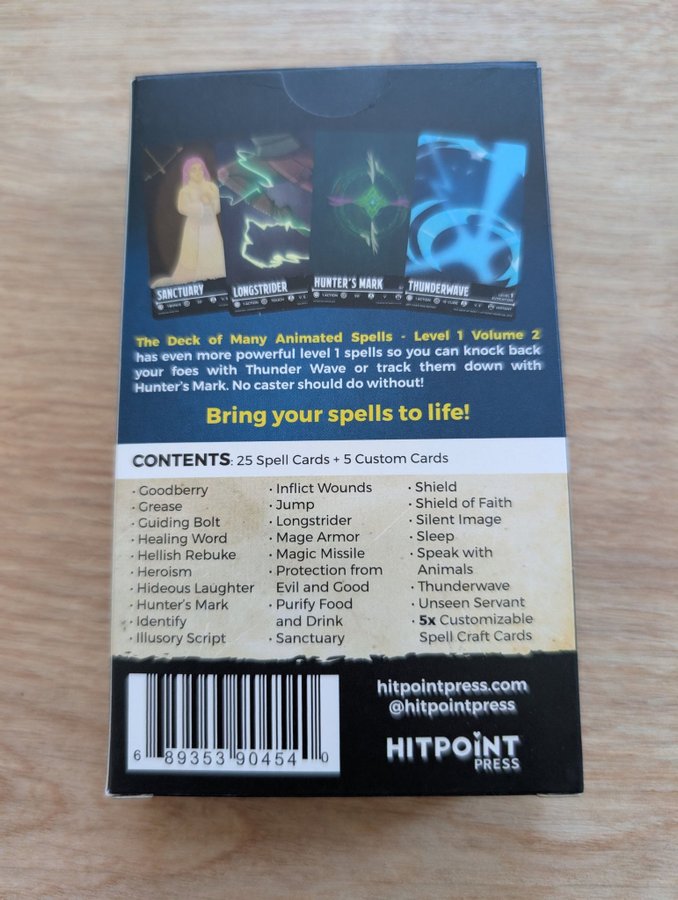 SANCTUARY
LONGSTRIDER
HUNTER'S MARK
THUNDERWAVE
The Deck of Many Animated Spells - Level 1 Volume 2
has even more powerful level 1 spells so you can knock back
your foes with Thunder Wave or track them down with
Hunter's Mark. No caster should do without!
Bring your spells to life!
CONTENTS: 25 Spell Cards + 5 Custom Cards
· Goodberry
· Grease
· Guiding Bolt
· Healing Word
· Hellish Rebuke
· Heroism
· Hideous Laughter
· Hunter's Mark
· Identify
· Illusory Script
· Inflict Wounds
· Jump
· Longstrider
· Mage Armor
· Magic Missile
· Protection from
Evil and Good
· Purify Food
and Drink
· Sanctuary
· Shield
· Shield of Faith
· Silent Image
· Sleep
· Speak with
Animals
· Thunderwave
· Unseen Servant
· 5x Customizable
Spell Craft Cards
6 89353 90454 0
hitpointpress.com
@hitpointpress
HITPOINT
PRESS